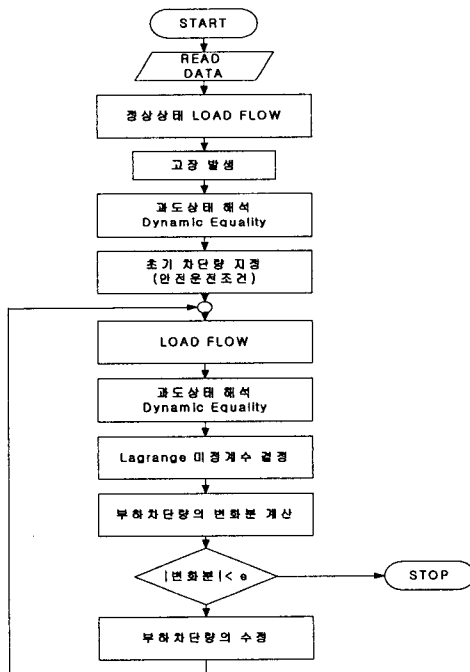 START
READ
DATA
정상상태 LOAD FLOW
고장 발생
과도상태 해석
Dynamic Equality
초기 차단량 지정
(안전운전조건)
LOAD FLOW
과도상태 해석
Dynamic Equality
Lagrange 미정계수 결정
부하차단량의 변화분 계산
|변화분|< e
STOP
부하차단량의 수정